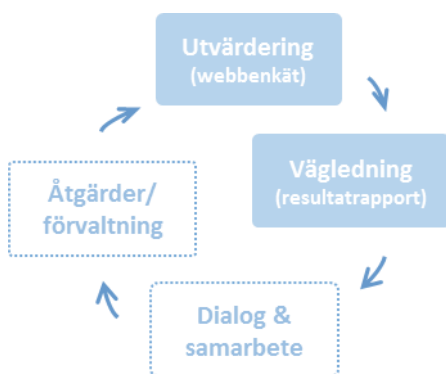 Utvärdering
(webbenkät)
Vägledning
(resultatrapport)
Dialog &
samarbete
Åtgärder/
förvaltning